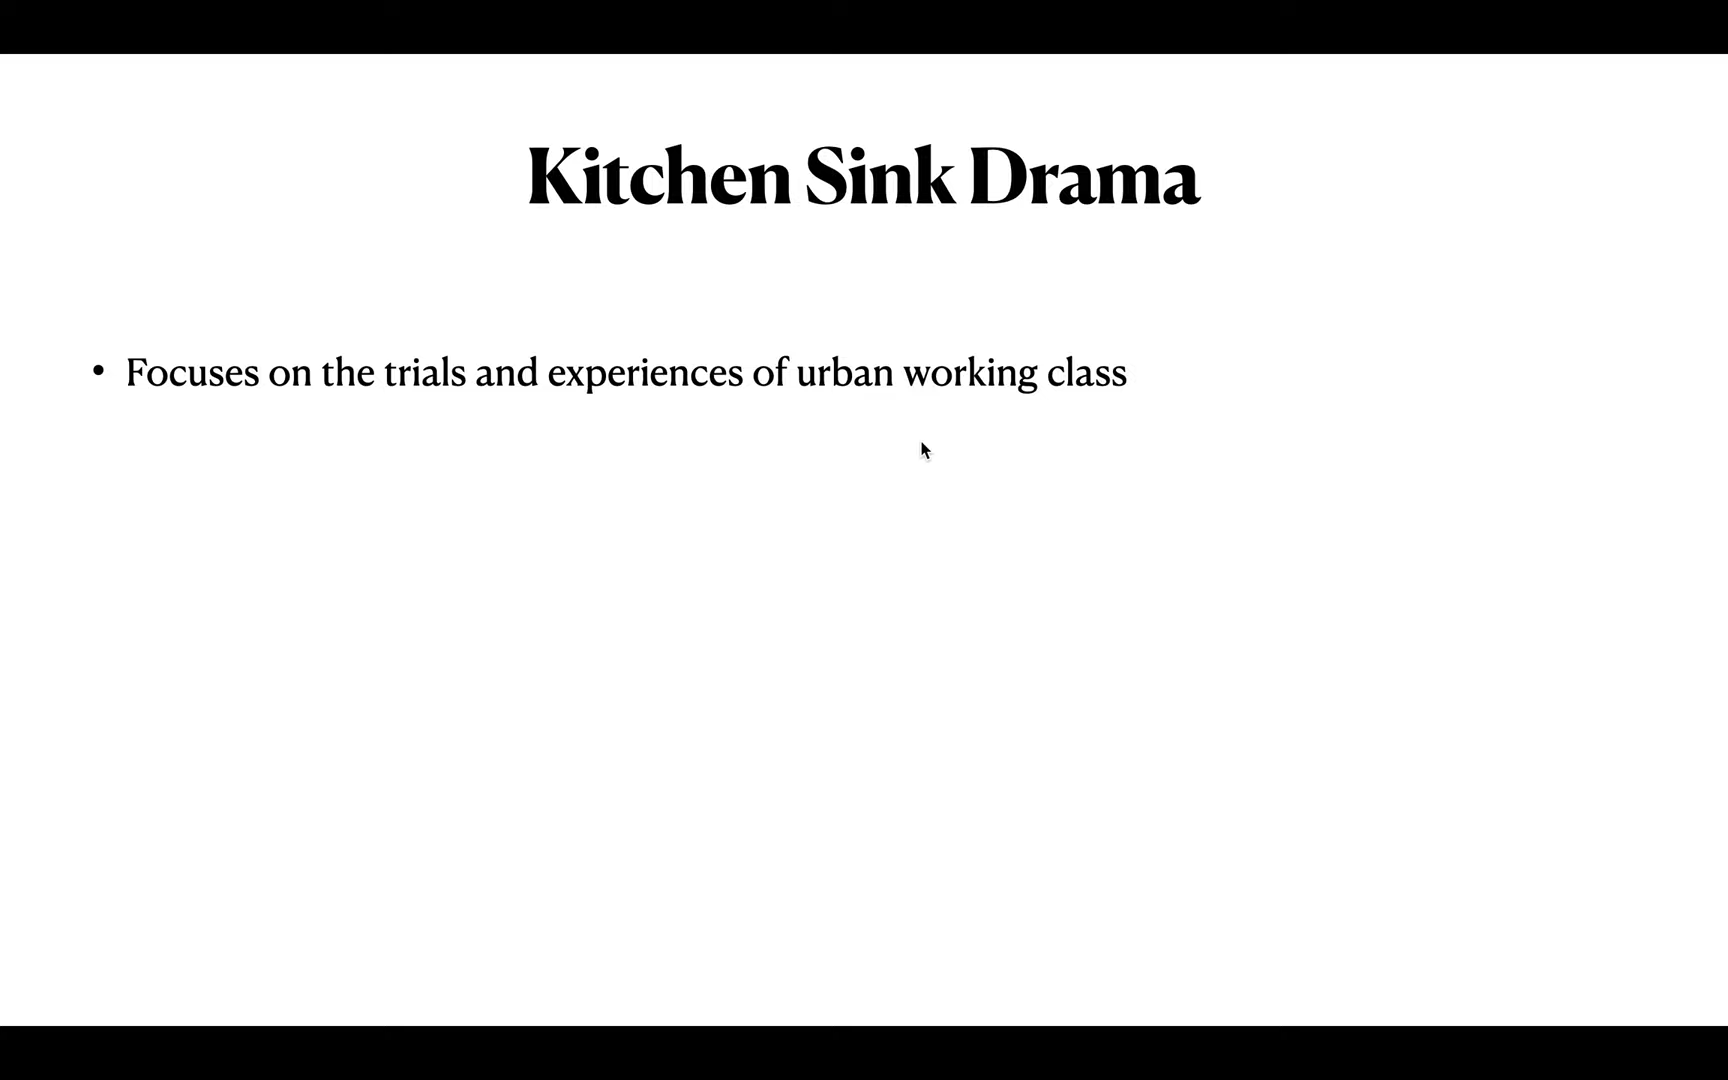 Kitchen Sink Drama
• Focuses on the trials and experiences of urban working class